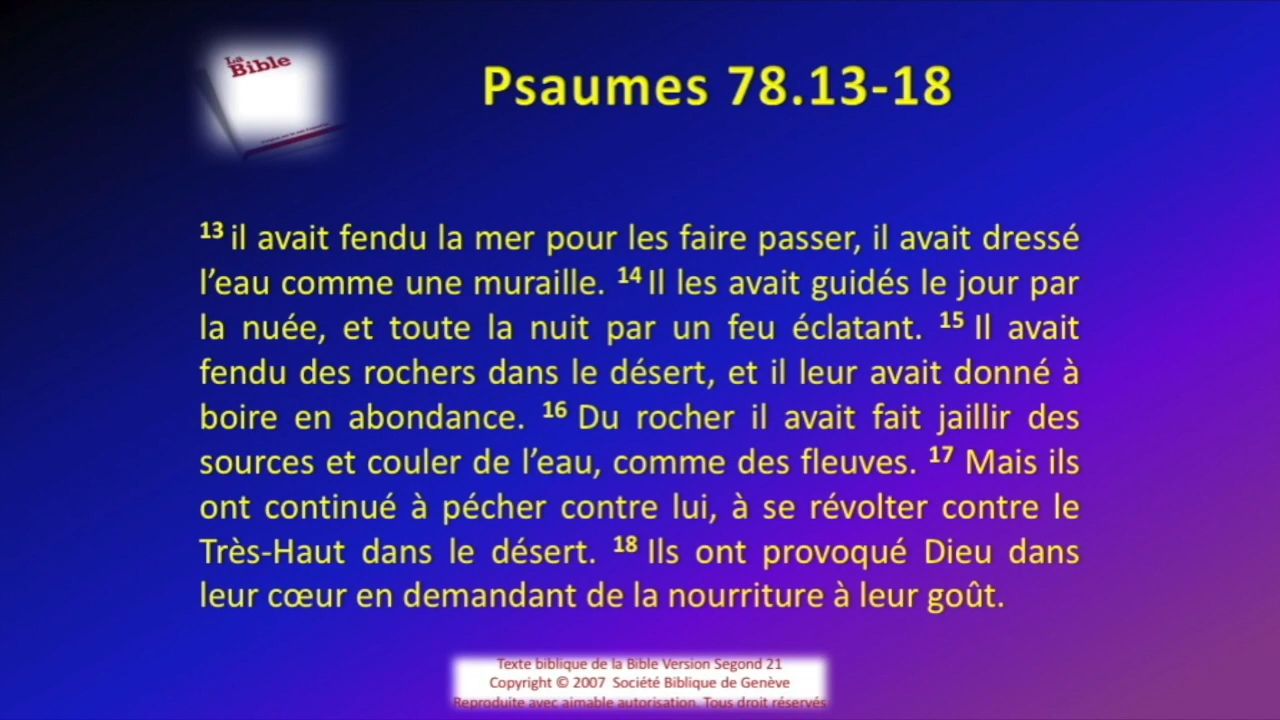 La
Bible
Psaumes 78.13-18
13 il avait fendu la mer pour les faire passer, il avait dressé
l’eau comme une muraille. 14 Il les avait guidés le jour par
la nuée, et toute la nuit par un feu éclatant. 15 Il avait
fendu des rochers dans le désert, et il leur avait donné à
boire en abondance. 16 Du rocher il avait fait jaillir des
sources et couler de l’eau, comme des fleuves. 17 Mais ils
ont continué à pécher contre lui, à se révolter contre le
Très-Haut dans le désert. 18 Ils ont provoqué Dieu dans
leur cœur en demandant de la nourriture à leur goût.
Texte biblique de la Bible Version Segond 21
Copyright © 2007 Société Biblique de Genève
Reproduite avec aimable autorisation. Tous droit réservés